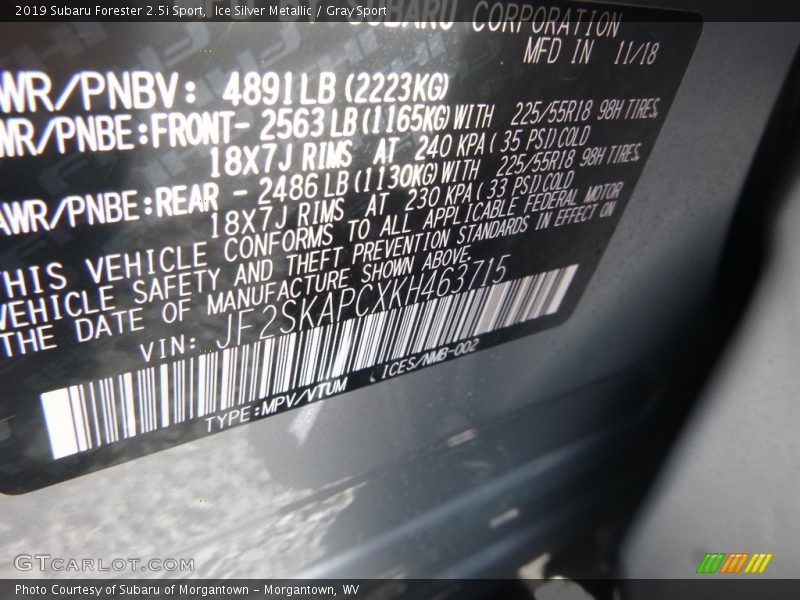 2019 Subaru Forester 2.5i Sport, Ice Silver Metallic / Gray Sport
SUBARU CORPORATION
MFD IN 11/18
WR/PNBV: 4891LB (2223KG)
WR/PNBE:FRONT- 2563 LB (1165KG) WITH 225/55R18 98H TIRES,
18X7J RIMS AT 240 KPA ( 35 PSI) COLD
AWR/PNBE:REAR - 2486 LB (1130KG) WITH 225/55R18 98H TIRES,
18X7J RIMS AT 230 KPA ( 33 PSI) COLD
THIS VEHICLE CONFORMS TO ALL APPLICABLE FEDERAL MOTOR
VEHICLE SAFETY AND THEFT PREVENTION STANDARDS IN EFFECT ON
THE DATE OF MANUFACTURE SHOWN ABOVE.
VIN: JF2SKAPCXKH463715
TYPE:MPV/VTUM ICES/NMB-002
GTCARLOT.COM
Photo Courtesy of Subaru of Morgantown - Morgantown, WV